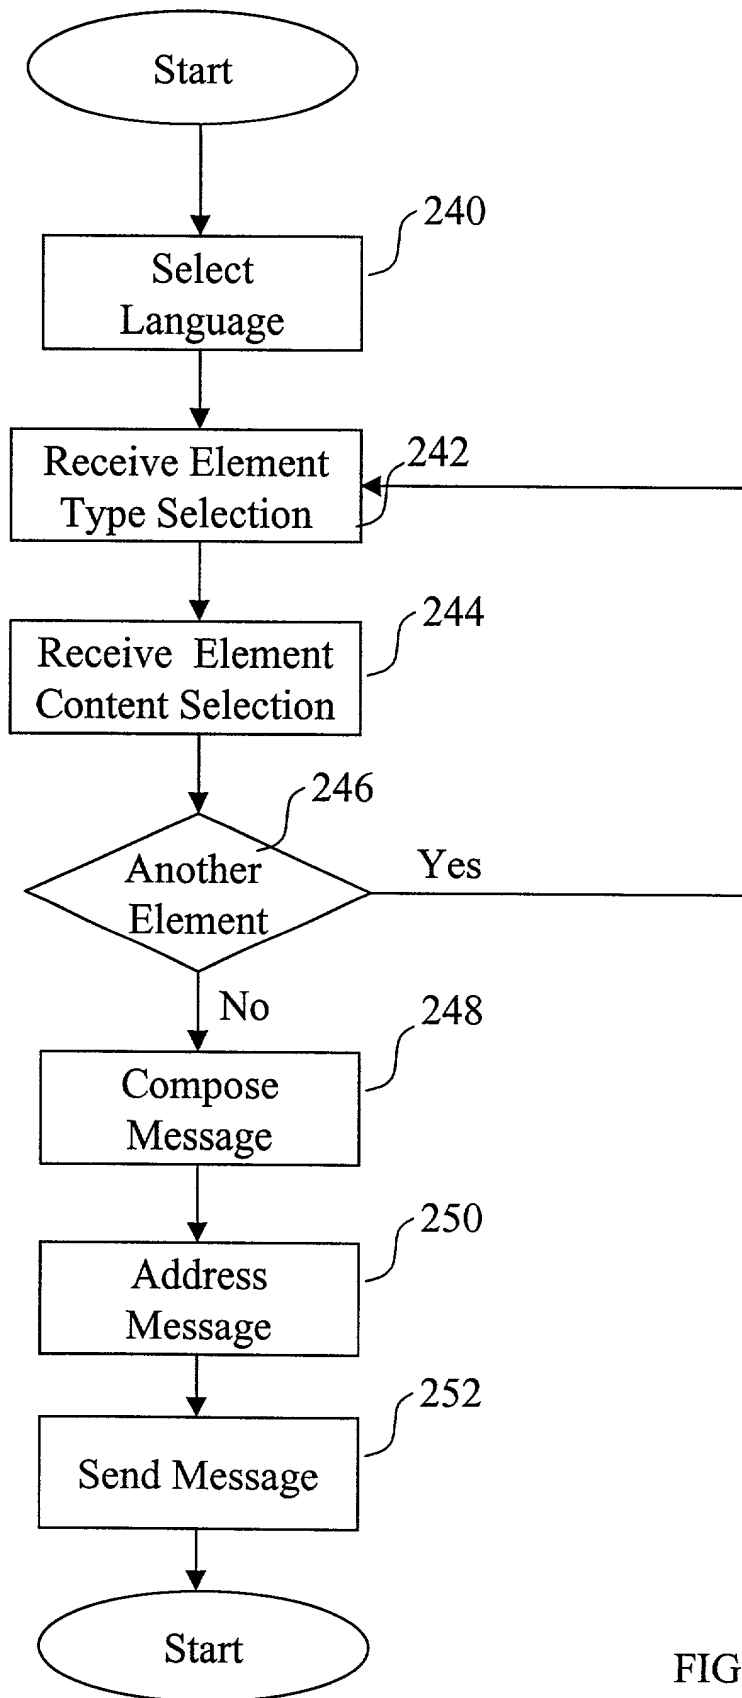 Start
240
Select
Language
242
Receive Element
Type Selection
244
Receive Element
Content Selection
246
Another
Element
Yes
No
248
Compose
Message
250
Address
Message
252
Send Message
Start
FIG